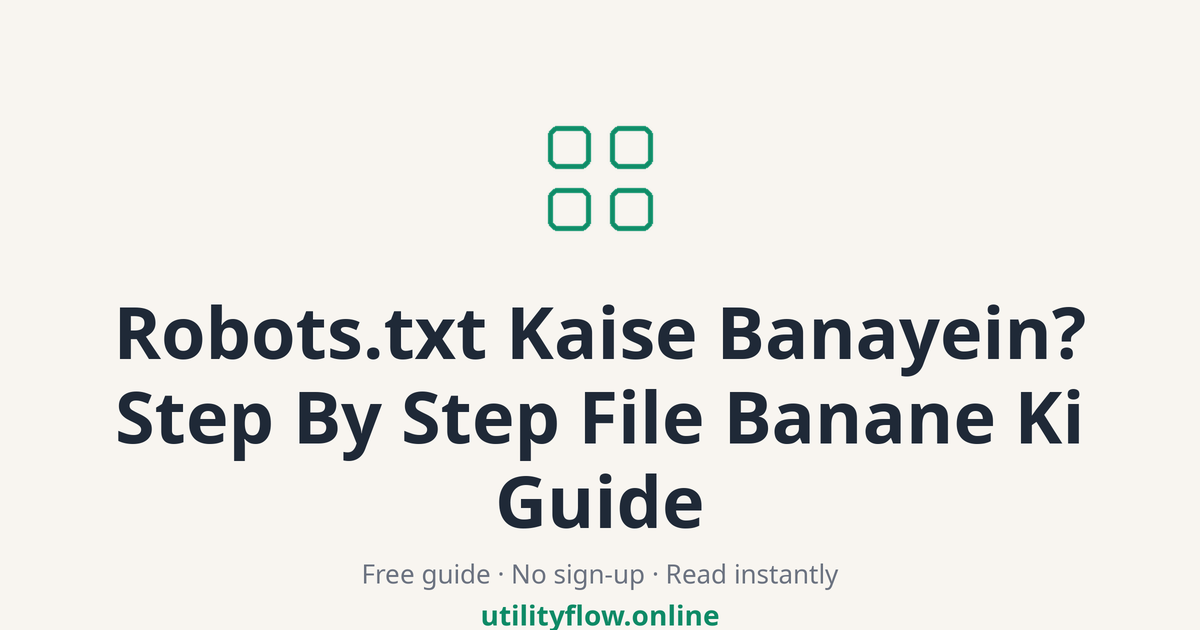 Robots.txt Kaise Banayein?
Step By Step File Banane Ki
Guide
Free guide · No sign-up · Read instantly
utilityflow.online